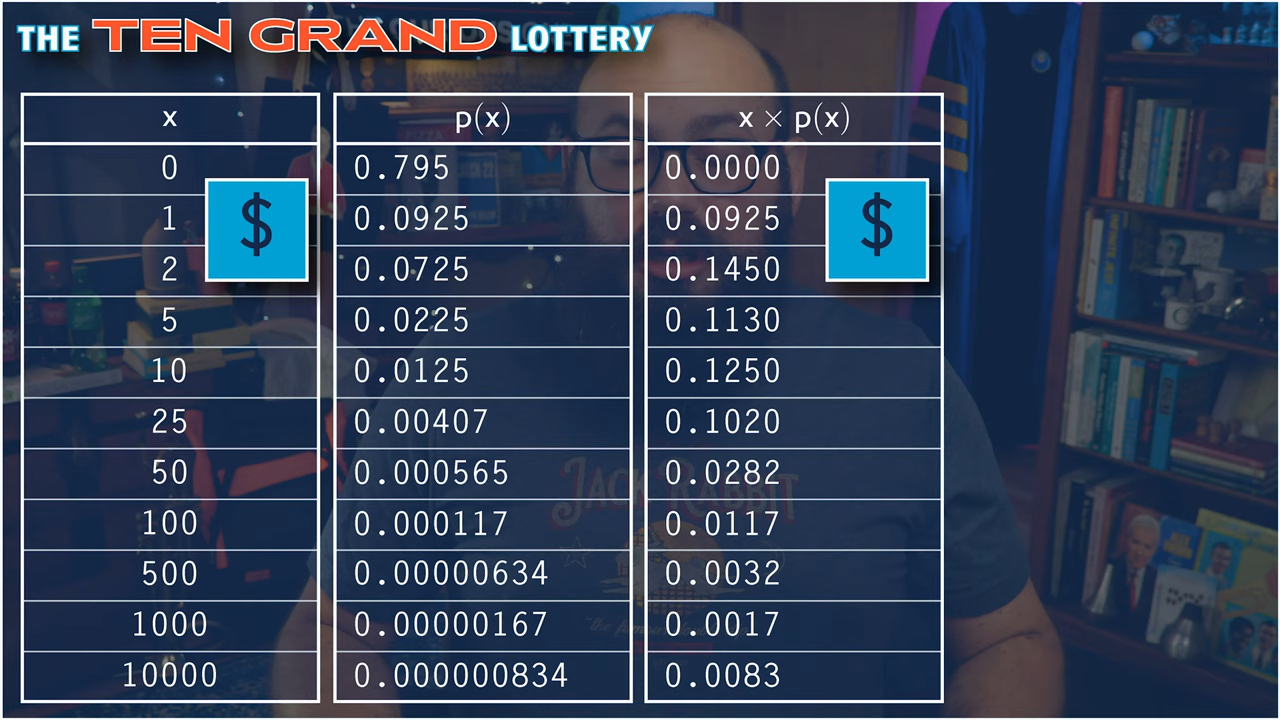 THE TEN GRAND LOTTERY
x p(x) x × p(x)
0 0.795 0.0000
1 0.0925 0.0925
2 0.0725 0.1450
5 0.0225 0.1130
10 0.0125 0.1250
25 0.00407 0.1020
50 0.000565 0.0282
100 0.000117 0.0117
500 0.00000634 0.0032
1000 0.00000167 0.0017
10000 0.000000834 0.0083
$ $
JACK RABBIT